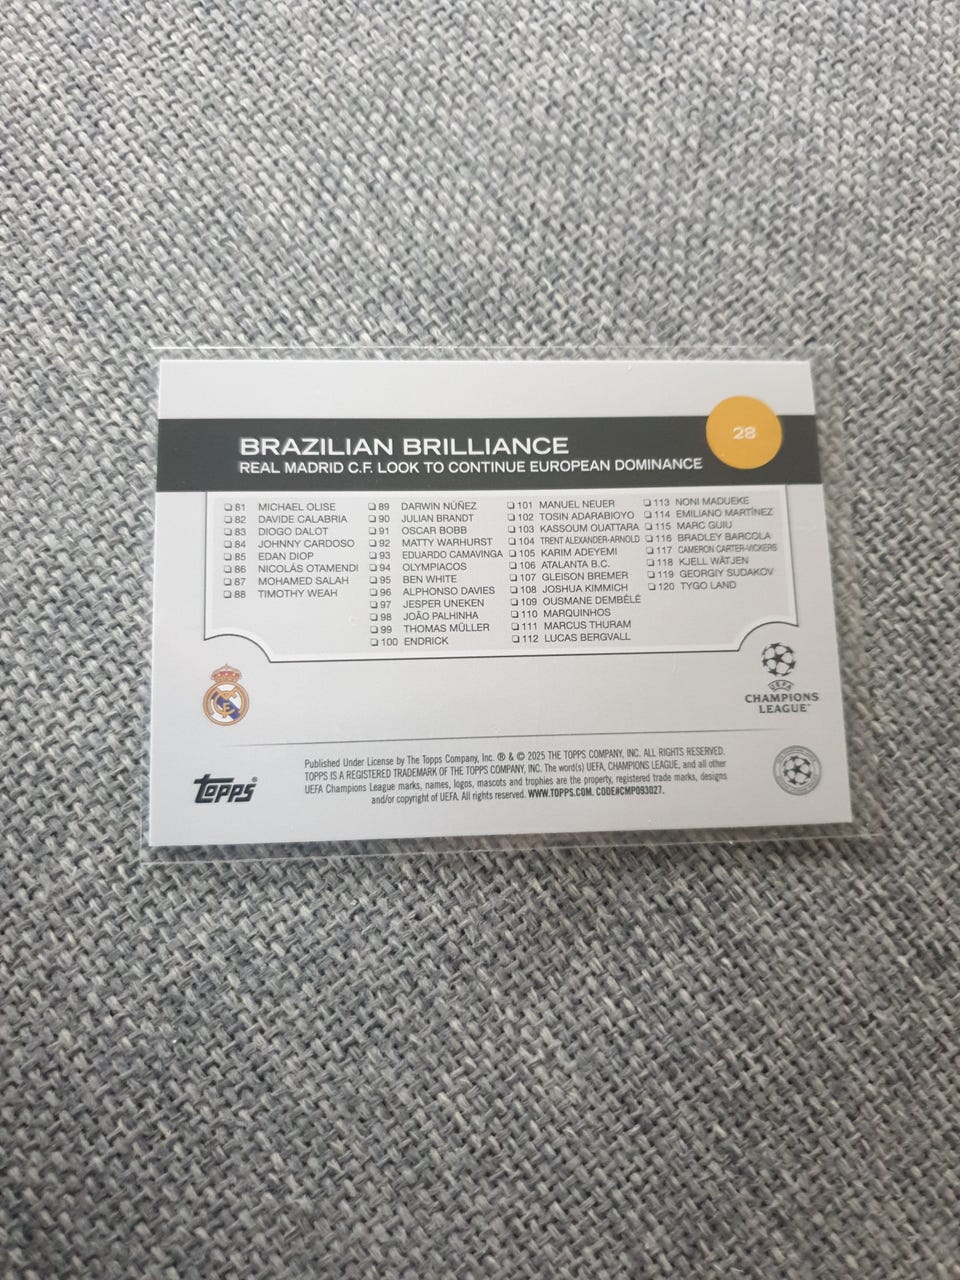 28
BRAZILIAN BRILLIANCE
REAL MADRID C.F. LOOK TO CONTINUE EUROPEAN DOMINANCE
81 MICHAEL OLISE
82 DAVIDE CALABRIA
83 DIOGO DALOT
84 JOHNNY CARDOSO
85 EDAN DIOP
86 NICOLÁS OTAMENDI
87 MOHAMED SALAH
88 TIMOTHY WEAH
89 DARWIN NÚÑEZ
90 JULIAN BRANDT
91 OSCAR BOBB
92 MATTY WARHURST
93 EDUARDO CAMAVINGA
94 OLYMPIACOS
95 BEN WHITE
96 ALPHONSO DAVIES
97 JESPER UNEKEN
98 JOÃO PALHINHA
99 THOMAS MÜLLER
100 ENDRICK
101 MANUEL NEUER
102 TOSIN ADARABIOYO
103 KASSOUM OUATTARA
104 TRENT ALEXANDER-ARNOLD
105 KARIM ADEYEMI
106 ATALANTA B.C.
107 GLEISON BREMER
108 JOSHUA KIMMICH
109 OUSMANE DEMBÉLÉ
110 MARQUINHOS
111 MARCUS THURAM
112 LUCAS BERGVALL
113 NONI MADUEKE
114 EMILIANO MARTÍNEZ
115 MARC GUIU
116 BRADLEY BARCOLA
117 CAMERON CARTER-VICKERS
118 KJELL WÄTJEN
119 GEORGIY SUDAKOV
120 TYGO LAND
UEFA
CHAMPIONS
LEAGUE
topps
Published Under License by The Topps Company, Inc. ® & © 2025 THE TOPPS COMPANY, INC. ALL RIGHTS RESERVED.
TOPPS IS A REGISTERED TRADEMARK OF THE TOPPS COMPANY, INC. The word(s) UEFA, CHAMPIONS LEAGUE, and all other
UEFA Champions League marks, names, logos, mascots and trophies are the property, registered trade marks, designs
and/or copyright of UEFA. All rights reserved. WWW.TOPPS.COM. CODE#CMP093027.